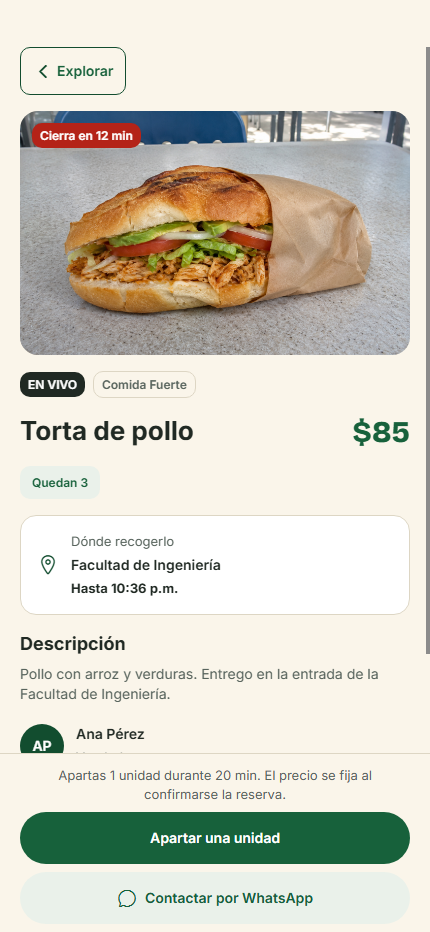 Explorar
Cierra en 12 min
EN VIVO
Comida Fuerte
Torta de pollo
$85
Quedan 3
Dónde recogerlo
Facultad de Ingeniería
Hasta 10:36 p.m.
Descripción
Pollo con arroz y verduras. Entrego en la entrada de la
Facultad de Ingeniería.
AP
Ana Pérez
Apartas 1 unidad durante 20 min. El precio se fija al
confirmarse la reserva.
Apartar una unidad
Contactar por WhatsApp